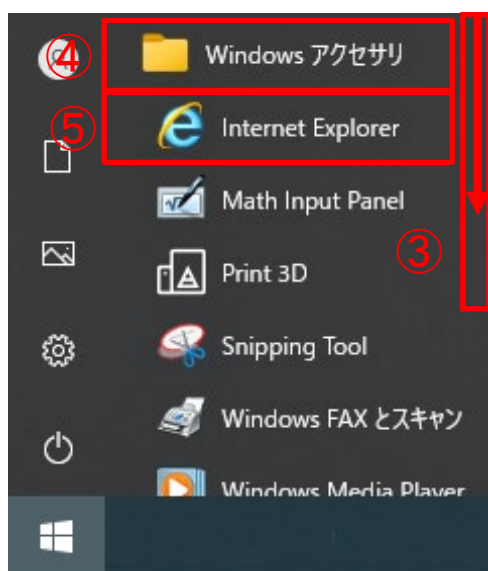 ④ Windows アクセサリ
⑤ Internet Explorer
Math Input Panel
③
Print 3D
Snipping Tool
Windows FAX とスキャン
Windows Media Player